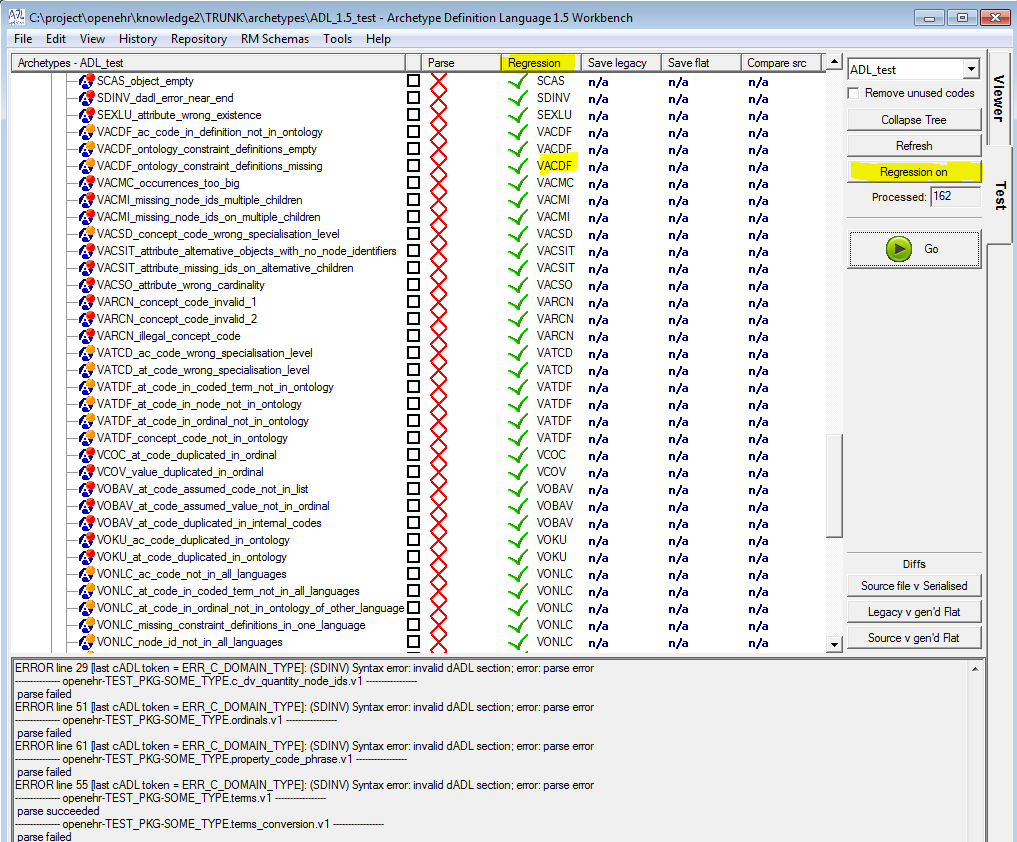 C:\project\openehr\knowledge2\TRUNK\archetypes\ADL_1.5_test - Archetype Definition Language 1.5 Workbench
File Edit View History Repository RM Schemas Tools Help
Archetypes - ADL_test Parse Regression Save legacy Save flat Compare src
SCAS_object_empty SCAS n/a n/a n/a
SDINV_dadl_error_near_end SDINV n/a n/a n/a
SEXLU_attribute_wrong_existence SEXLU n/a n/a n/a
VACDF_ac_code_in_definition_not_in_ontology VACDF n/a n/a n/a
VACDF_ontology_constraint_definitions_empty VACDF n/a n/a n/a
VACDF_ontology_constraint_definitions_missing VACDF n/a n/a n/a
VACMC_occurrences_too_big VACMC n/a n/a n/a
VACMI_missing_node_ids_multiple_children VACMI n/a n/a n/a
VACMI_missing_node_ids_on_multiple_children VACMI n/a n/a n/a
VACSD_concept_code_wrong_specialisation_level VACSD n/a n/a n/a
VACSIT_attribute_alternative_objects_with_no_node_identifiers VACSIT n/a n/a n/a
VACSIT_attribute_missing_ids_on_alternative_children VACSIT n/a n/a n/a
VACSO_attribute_wrong_cardinality VACSO n/a n/a n/a
VARCN_concept_code_invalid_1 VARCN n/a n/a n/a
VARCN_concept_code_invalid_2 VARCN n/a n/a n/a
VARCN_illegal_concept_code VARCN n/a n/a n/a
VATCD_ac_code_wrong_specialisation_level VATCD n/a n/a n/a
VATCD_at_code_wrong_specialisation_level VATCD n/a n/a n/a
VATDF_at_code_in_coded_term_not_in_ontology VATDF n/a n/a n/a
VATDF_at_code_in_node_not_in_ontology VATDF n/a n/a n/a
VATDF_at_code_in_ordinal_not_in_ontology VATDF n/a n/a n/a
VATDF_concept_code_not_in_ontology VATDF n/a n/a n/a
VCOC_at_code_duplicated_in_ordinal VCOC n/a n/a n/a
VCOV_value_duplicated_in_ordinal VCOV n/a n/a n/a
VOBAV_at_code_assumed_code_not_in_list VOBAV n/a n/a n/a
VOBAV_at_code_assumed_value_not_in_ordinal VOBAV n/a n/a n/a
VOBAV_at_code_duplicated_in_internal_codes VOBAV n/a n/a n/a
VOKU_ac_code_duplicated_in_ontology VOKU n/a n/a n/a
VOKU_at_code_duplicated_in_ontology VOKU n/a n/a n/a
VONLC_ac_code_not_in_all_languages VONLC n/a n/a n/a
VONLC_at_code_in_coded_term_not_in_all_languages VONLC n/a n/a n/a
VONLC_at_code_in_ordinal_not_in_ontology_of_other_language VONLC n/a n/a n/a
VONLC_missing_constraint_definitions_in_one_language VONLC n/a n/a n/a
VONLC_node_id_not_in_all_languages VONLC n/a n/a n/a
ADL_test
Remove unused codes
Collapse Tree
Refresh
Regression on
Processed: 162
Go
Diffs
Source file v Serialised
Legacy v gen'd Flat
Source v gen'd Flat
Viewer
Test
ERROR line 29 [last cADL token = ERR_C_DOMAIN_TYPE]: (SDINV) Syntax error: invalid dADL section; error: parse error
--------------- openehr-TEST_PKG-SOME_TYPE.c_dv_quantity_node_ids.v1 ---------------
parse failed
ERROR line 51 [last cADL token = ERR_C_DOMAIN_TYPE]: (SDINV) Syntax error: invalid dADL section; error: parse error
--------------- openehr-TEST_PKG-SOME_TYPE.ordinals.v1 ---------------
parse failed
ERROR line 61 [last cADL token = ERR_C_DOMAIN_TYPE]: (SDINV) Syntax error: invalid dADL section; error: parse error
--------------- openehr-TEST_PKG-SOME_TYPE.property_code_phrase.v1 ---------------
parse failed
ERROR line 55 [last cADL token = ERR_C_DOMAIN_TYPE]: (SDINV) Syntax error: invalid dADL section; error: parse error
--------------- openehr-TEST_PKG-SOME_TYPE.terms.v1 ---------------
parse succeeded
--------------- openehr-TEST_PKG-SOME_TYPE.terms_conversion.v1 ---------------
parse failed